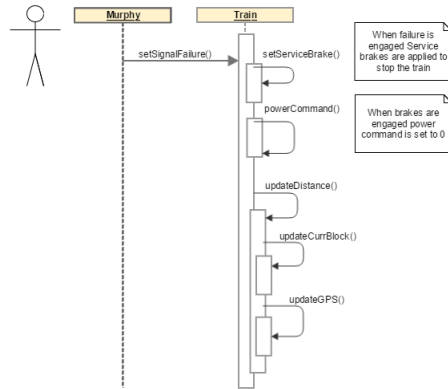 Murphy
Train
setSignalFailure()
setServiceBrake()
powerCommand()
updateDistance()
updateCurrBlock()
updateGPS()
When failure is
engaged Service
brakes are applied to
stop the train
When brakes are
engaged power
command is set to 0